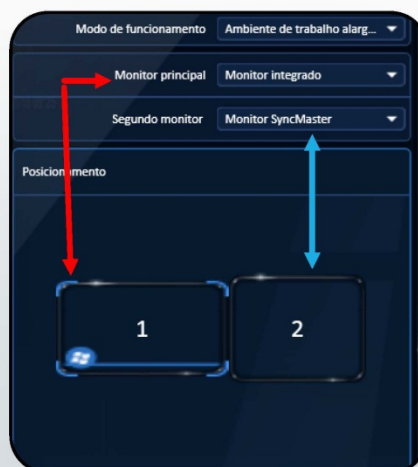 Modo de funcionamento Ambiente de trabalho alarg...
Monitor principal Monitor integrado
Segundo monitor Monitor SyncMaster
Posicionamento
1 2